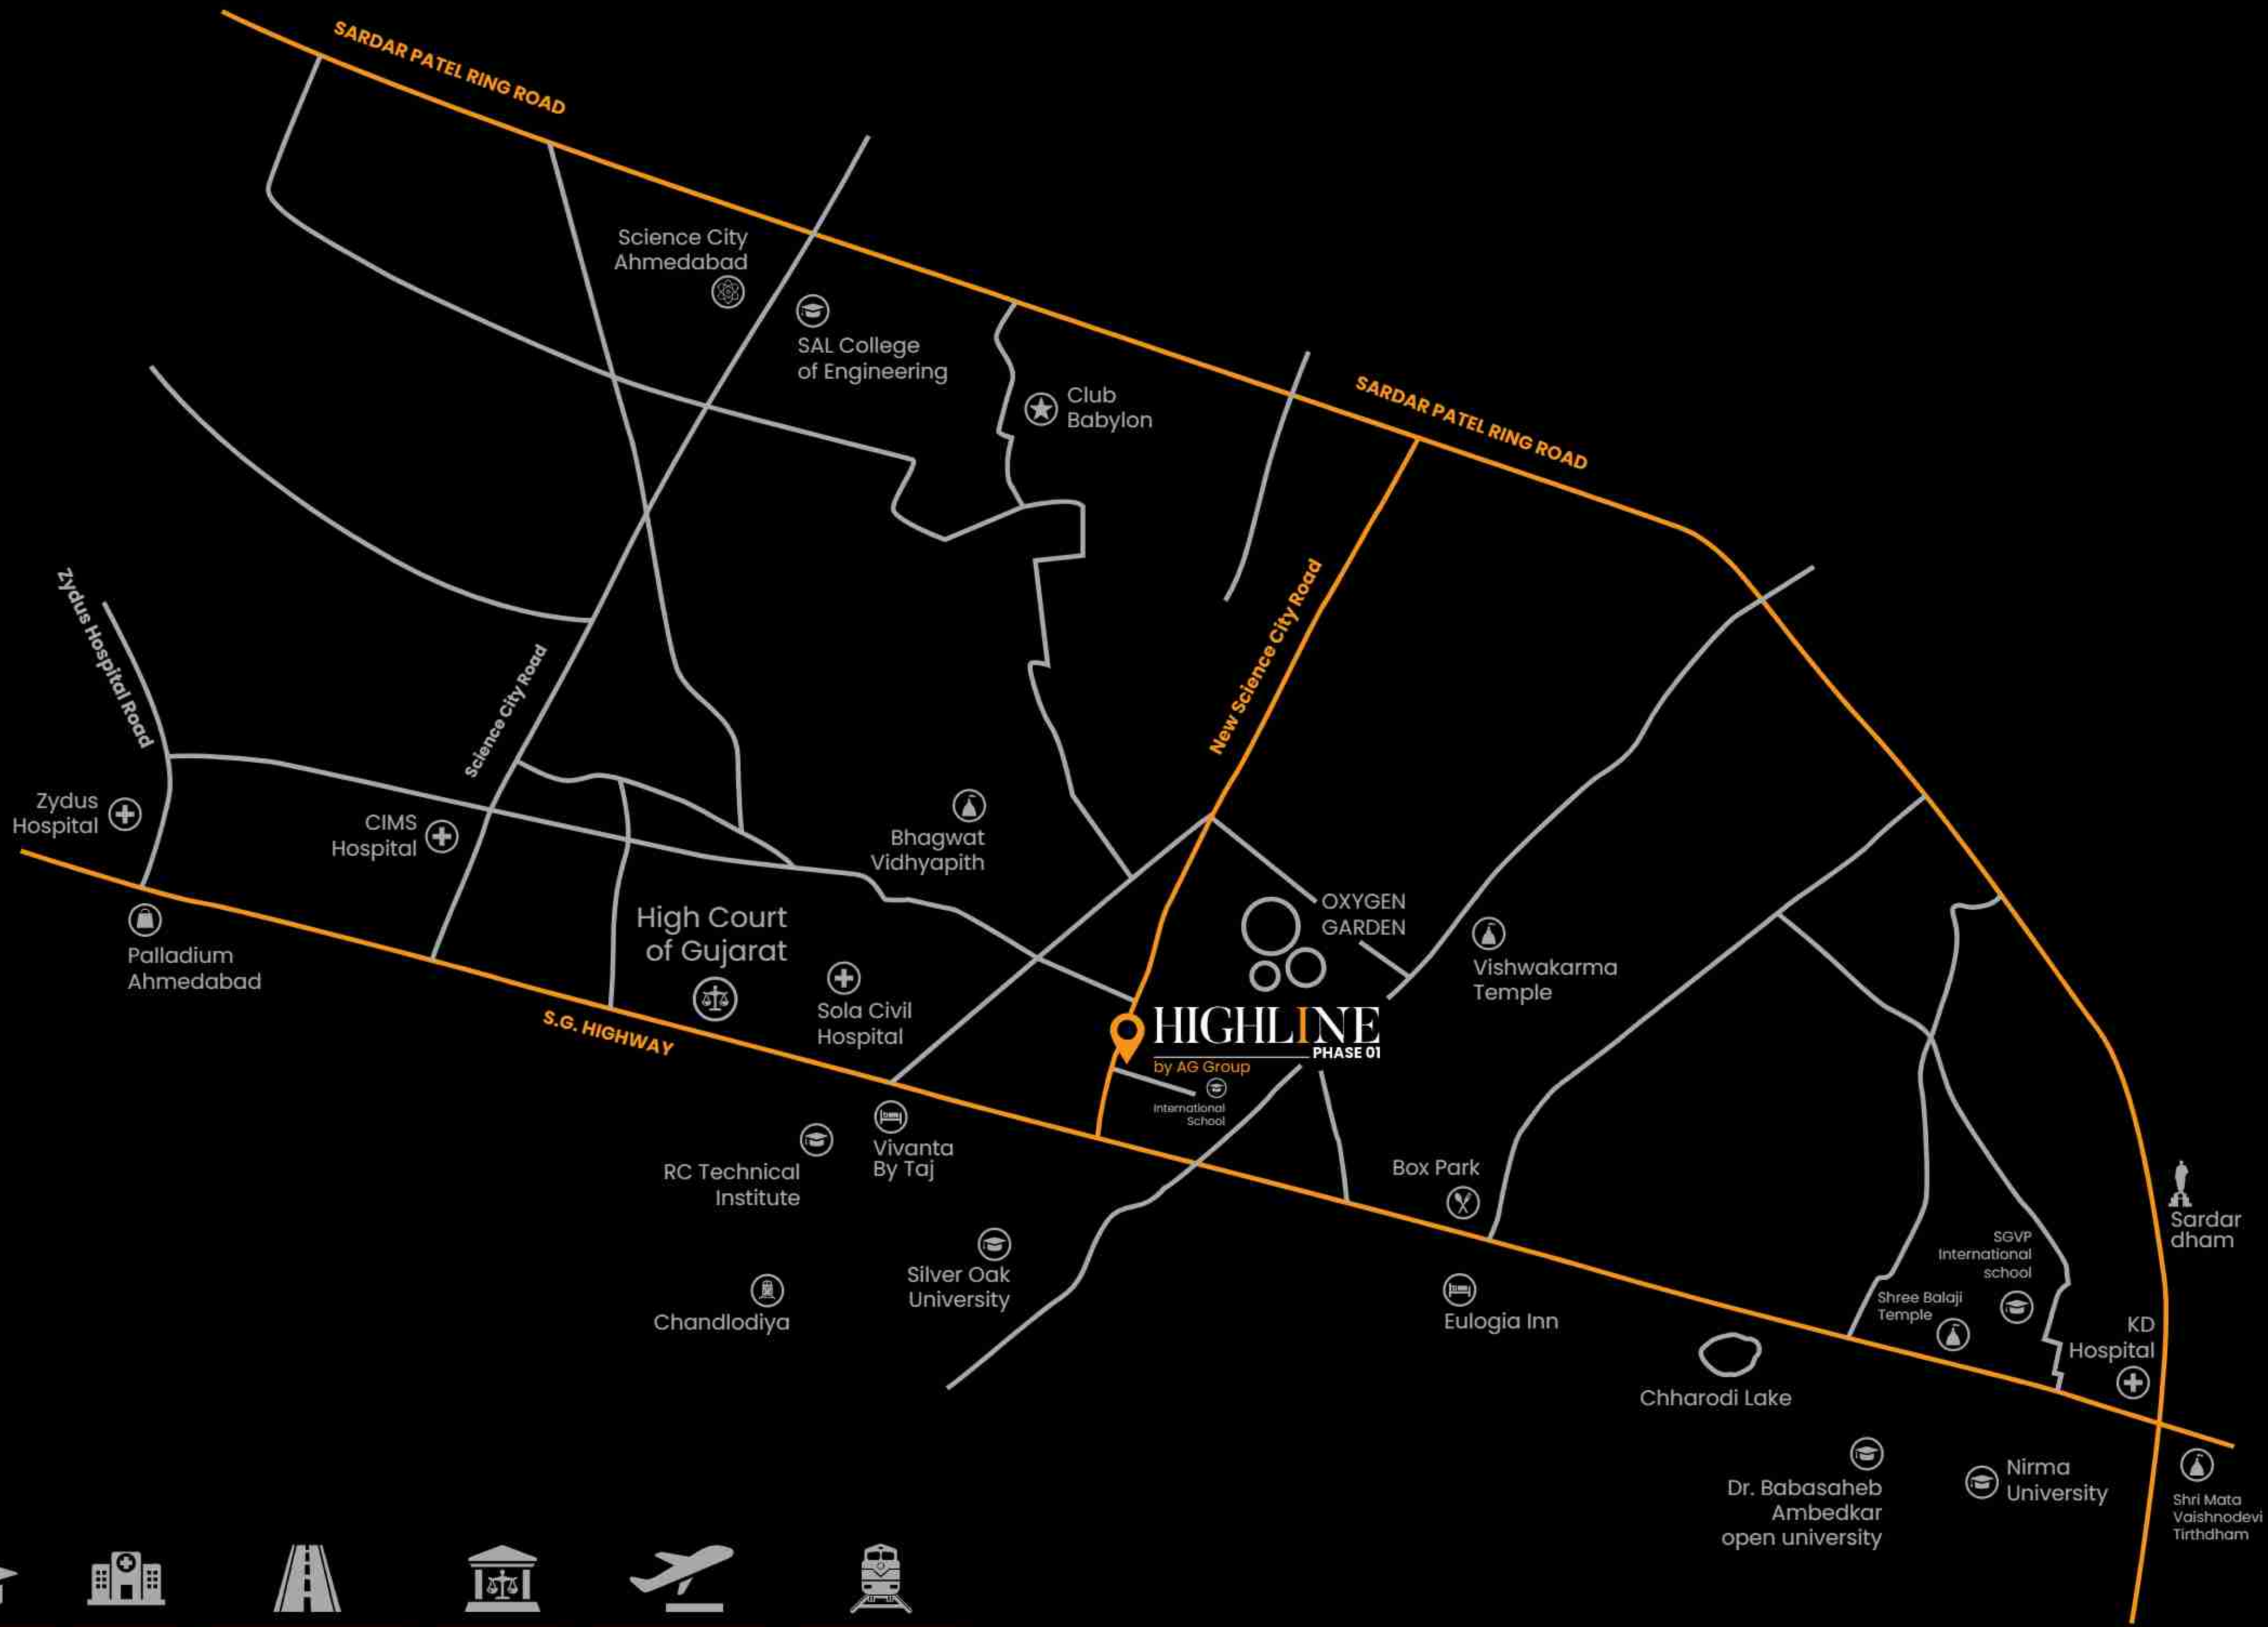 SARDAR PATEL RING ROAD
Science City
Ahmedabad
SAL College
of Engineering
Club
Babylon
SARDAR PATEL RING ROAD
New Science City Road
Zydus Hospital Road
Science City Road
Zydus
Hospital
CIMS
Hospital
Bhagwat
Vidhyapith
High Court
of Gujarat
OXYGEN
GARDEN
Vishwakarma
Temple
Palladium
Ahmedabad
Sola Civil
Hospital
S.G. HIGHWAY
HIGHLINE
PHASE 01
by AG Group
International
School
Vivanta
By Taj
RC Technical
Institute
Box Park
Silver Oak
University
Chandlodiya
Eulogia Inn
Sardar
dham
SGVP
International
school
Shree Balaji
Temple
KD
Hospital
Chharodi Lake
Dr. Babasaheb
Ambedkar
open university
Nirma
University
Shri Mata
Vaishnodevi
Tirthdham